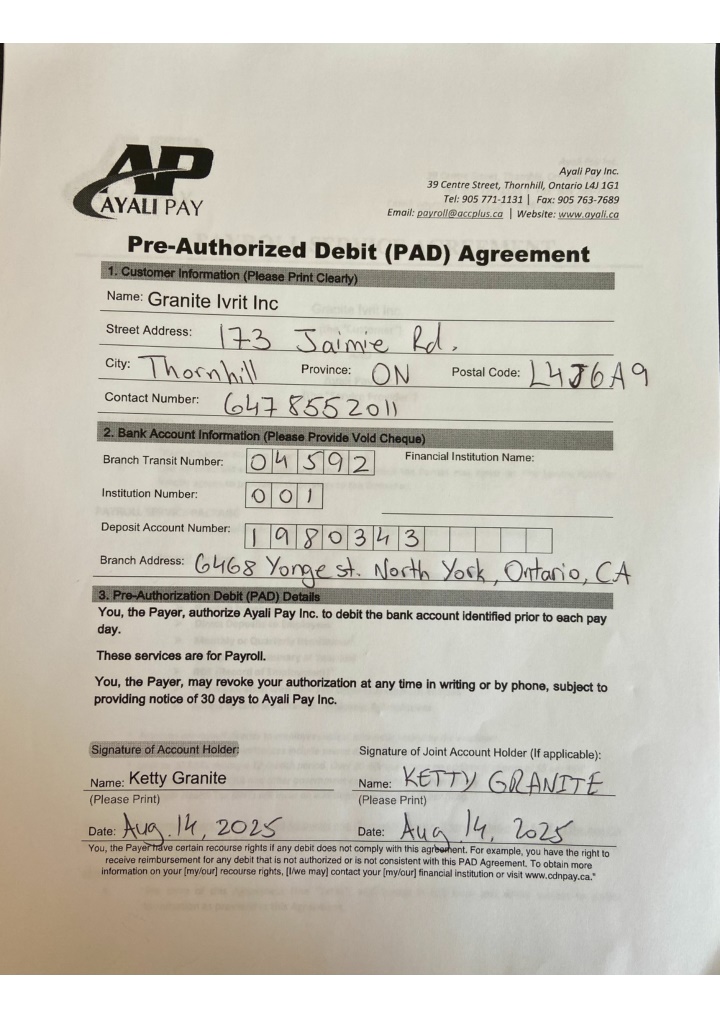 AP
AYALI PAY
Ayali Pay Inc.
39 Centre Street, Thornhill, Ontario L4J 1G1
Tel: 905 771-1131 | Fax: 905 763-7689
Email: payroll@accplus.ca | Website: www.ayali.ca
Pre-Authorized Debit (PAD) Agreement
1. Customer Information (Please Print Clearly)
Name: Granite Ivrit Inc
Street Address: 173 Jaimie Rd.
City: Thornhill Province: ON Postal Code: L4J6A9
Contact Number: 6478552011
2. Bank Account Information (Please Provide Void Cheque)
Branch Transit Number: 04592 Financial Institution Name:
Institution Number: 001
Deposit Account Number: 1980343
Branch Address: 6468 Yonge st. North York, Ontario, CA
3. Pre-Authorization Debit (PAD) Details
You, the Payer, authorize Ayali Pay Inc. to debit the bank account identified prior to each pay
day.
These services are for Payroll.
You, the Payer, may revoke your authorization at any time in writing or by phone, subject to
providing notice of 30 days to Ayali Pay Inc.
Signature of Account Holder: Signature of Joint Account Holder (If applicable):
Name: Ketty Granite Name: KETTY GRANITE
(Please Print) (Please Print)
Date: Aug. 14, 2025 Date: Aug 14, 2025
You, the Payer have certain recourse rights if any debit does not comply with this agreement. For example, you have the right to
receive reimbursement for any debit that is not authorized or is not consistent with this PAD Agreement. To obtain more
information on your [my/our] recourse rights, [I/we may] contact your [my/our] financial institution or visit www.cdnpay.ca."